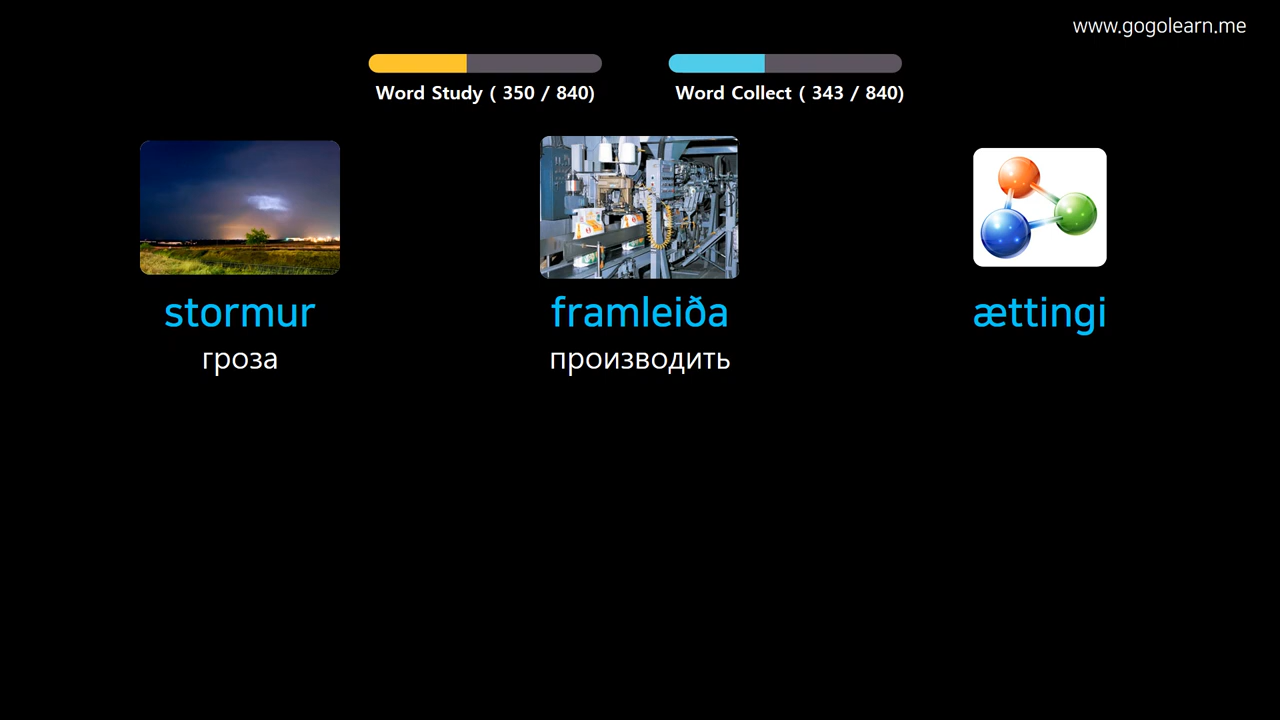 www.gogolearn.me
Word Study ( 350 / 840)
Word Collect ( 343 / 840)
stormur
framleiða
ættingi
гроза
производить